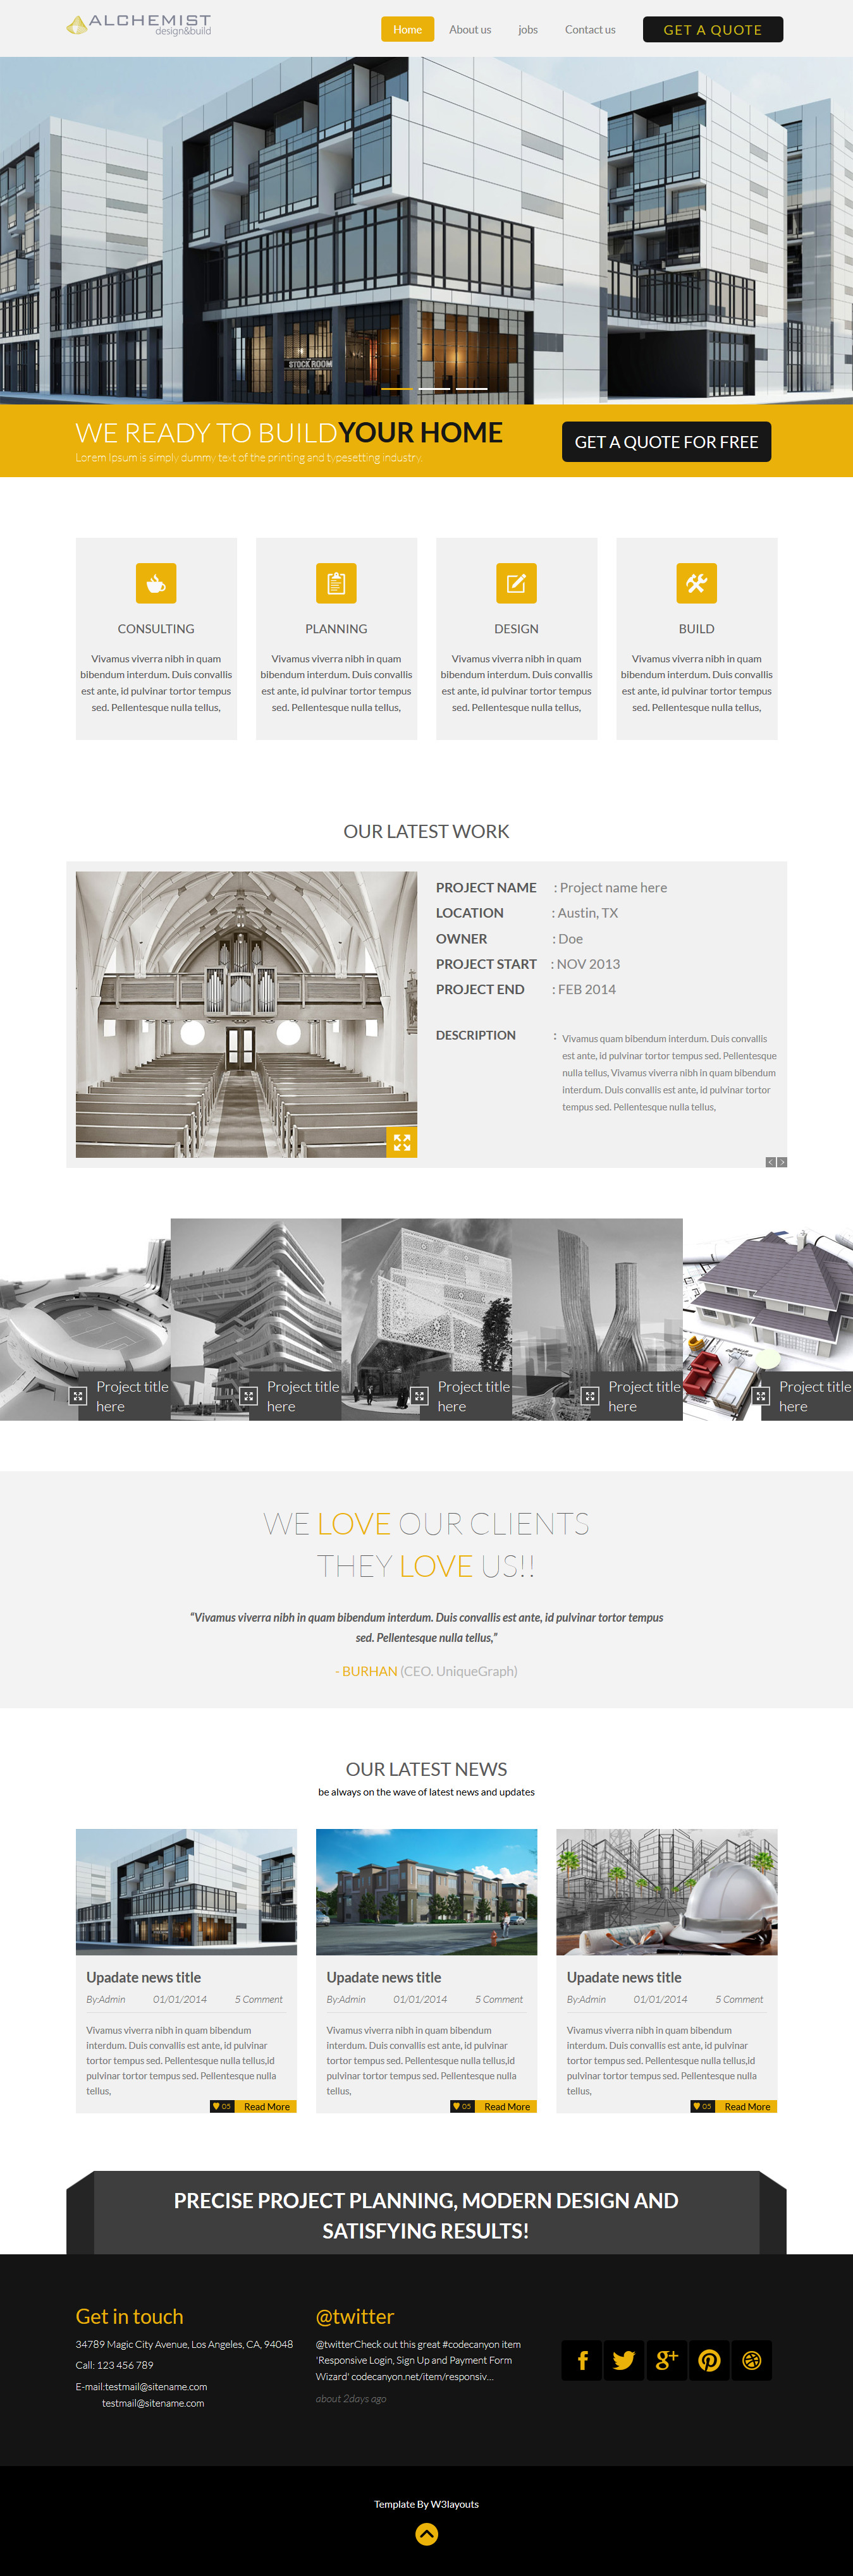 ALCHEMIST
design&build
Home
About us
jobs
Contact us
GET A QUOTE
STOCK ROOM
WE READY TO BUILDYOUR HOME
Lorem Ipsum is simply dummy text of the printing and typesetting industry.
GET A QUOTE FOR FREE
CONSULTING
Vivamus viverra nibh in quam
bibendum interdum. Duis convallis
est ante, id pulvinar tortor tempus
sed. Pellentesque nulla tellus,
PLANNING
Vivamus viverra nibh in quam
bibendum interdum. Duis convallis
est ante, id pulvinar tortor tempus
sed. Pellentesque nulla tellus,
DESIGN
Vivamus viverra nibh in quam
bibendum interdum. Duis convallis
est ante, id pulvinar tortor tempus
sed. Pellentesque nulla tellus,
BUILD
Vivamus viverra nibh in quam
bibendum interdum. Duis convallis
est ante, id pulvinar tortor tempus
sed. Pellentesque nulla tellus,
OUR LATEST WORK
PROJECT NAME : Project name here
LOCATION : Austin, TX
OWNER : Doe
PROJECT START : NOV 2013
PROJECT END : FEB 2014
DESCRIPTION : Vivamus quam bibendum interdum. Duis convallis
est ante, id pulvinar tortor tempus sed. Pellentesque
nulla tellus, Vivamus viverra nibh in quam bibendum
interdum. Duis convallis est ante, id pulvinar tortor
tempus sed. Pellentesque nulla tellus,
Project title
here
Project title
here
Project title
here
Project title
here
Project title
here
WE LOVE OUR CLIENTS
THEY LOVE US!!
“Vivamus viverra nibh in quam bibendum interdum. Duis convallis est ante, id pulvinar tortor tempus
sed. Pellentesque nulla tellus,”
- BURHAN (CEO. UniqueGraph)
OUR LATEST NEWS
be always on the wave of latest news and updates
Upadate news title
By:Admin 01/01/2014 5 Comment
Vivamus viverra nibh in quam bibendum
interdum. Duis convallis est ante, id pulvinar
tortor tempus sed. Pellentesque nulla tellus,id
pulvinar tortor tempus sed. Pellentesque nulla
tellus,
05 Read More
Upadate news title
By:Admin 01/01/2014 5 Comment
Vivamus viverra nibh in quam bibendum
interdum. Duis convallis est ante, id pulvinar
tortor tempus sed. Pellentesque nulla tellus,id
pulvinar tortor tempus sed. Pellentesque nulla
tellus,
05 Read More
Upadate news title
By:Admin 01/01/2014 5 Comment
Vivamus viverra nibh in quam bibendum
interdum. Duis convallis est ante, id pulvinar
tortor tempus sed. Pellentesque nulla tellus,id
pulvinar tortor tempus sed. Pellentesque nulla
tellus,
05 Read More
PRECISE PROJECT PLANNING, MODERN DESIGN AND
SATISFYING RESULTS!
Get in touch
34789 Magic City Avenue, Los Angeles, CA, 94048
Call: 123 456 789
E-mail:testmail@sitename.com
testmail@sitename.com
@twitter
@twitterCheck out this great #codecanyon item
'Responsive Login, Sign Up and Payment Form
Wizard' codecanyon.net/item/responsiv...
about 2days ago
Template By W3layouts